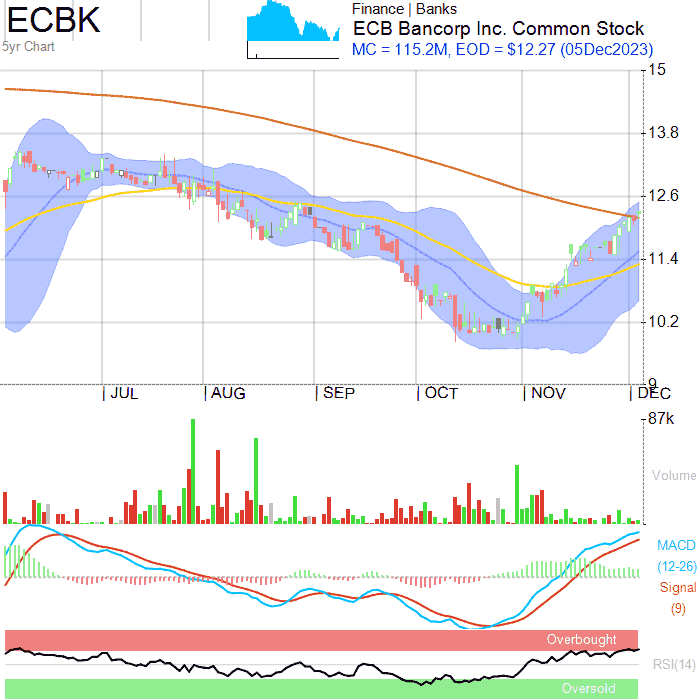 ECBK
5yr Chart
Finance | Banks
ECB Bancorp Inc. Common Stock
MC = 115.2M, EOD = $12.27 (05Dec2023)
15
13.8
12.6
11.4
10.2
9
JUL AUG SEP OCT NOV DEC
87k
Volume
MACD
(12-26)
Signal
(9)
Overbought
RSI(14)
Oversold